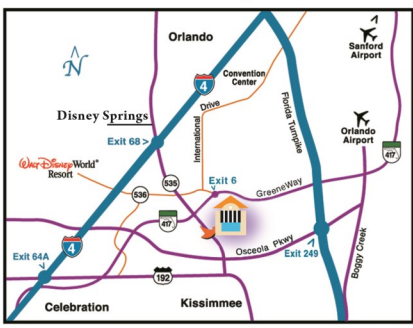 Orlando
Sanford
Airport
N
4
Convention
Center
International Drive
Florida Turnpike
Disney Springs
Exit 68 >
Orlando
Airport
417
WALT DISNEY World®
Resort
536
535
Exit 6
GreeneWay
417
4
Osceola Pkwy
Exit 249
Boggy Creek
Exit 64A
192
Celebration
Kissimmee